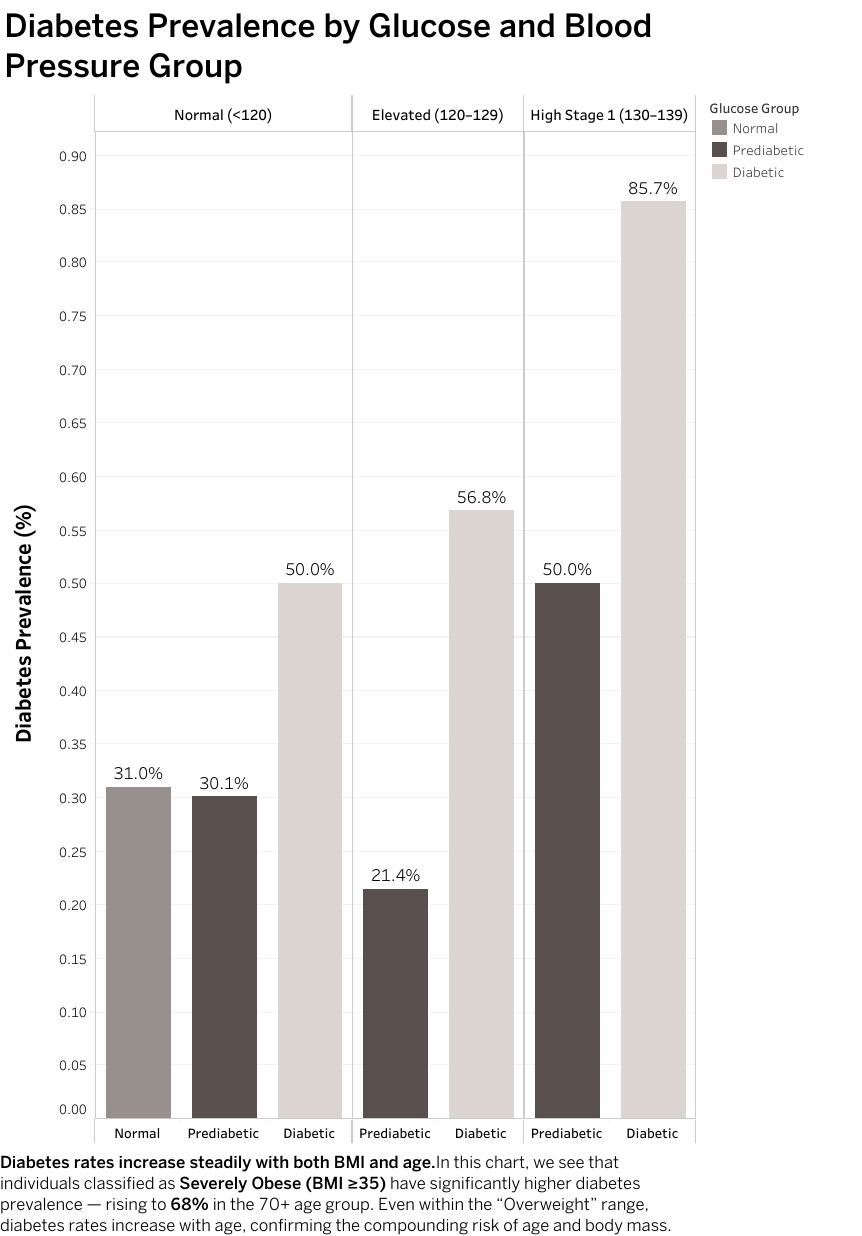 Diabetes Prevalence by Glucose and Blood
Pressure Group
Normal (<120)
Elevated (120–129)
High Stage 1 (130–139)
Glucose Group
Normal
Prediabetic
Diabetic
Diabetes Prevalence (%)
0.90
0.85
0.80
0.75
0.70
0.65
0.60
0.55
0.50
0.45
0.40
0.35
0.30
0.25
0.20
0.15
0.10
0.05
0.00
31.0%
30.1%
50.0%
21.4%
56.8%
50.0%
85.7%
Normal
Prediabetic
Diabetic
Prediabetic
Diabetic
Prediabetic
Diabetic
Diabetes rates increase steadily with both BMI and age.In this chart, we see that
individuals classified as Severely Obese (BMI ≥35) have significantly higher diabetes
prevalence — rising to 68% in the 70+ age group. Even within the “Overweight” range,
diabetes rates increase with age, confirming the compounding risk of age and body mass.